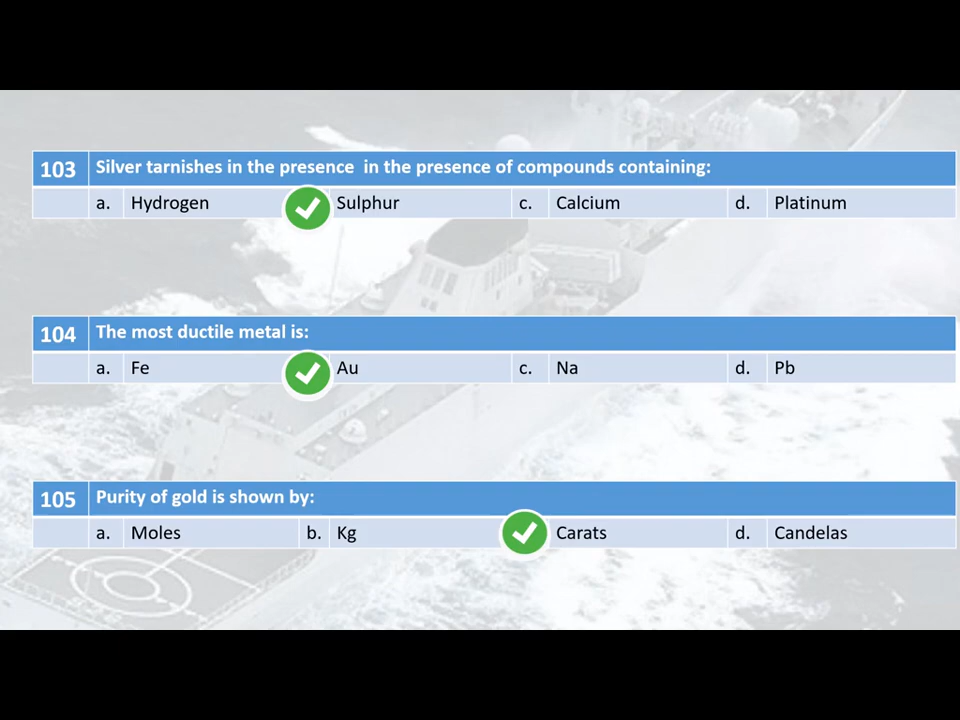 103 Silver tarnishes in the presence  in the presence of compounds containing:
a. Hydrogen Sulphur c. Calcium d. Platinum
104 The most ductile metal is:
a. Fe Au c. Na d. Pb
105 Purity of gold is shown by:
a. Moles b. Kg Carats d. Candelas